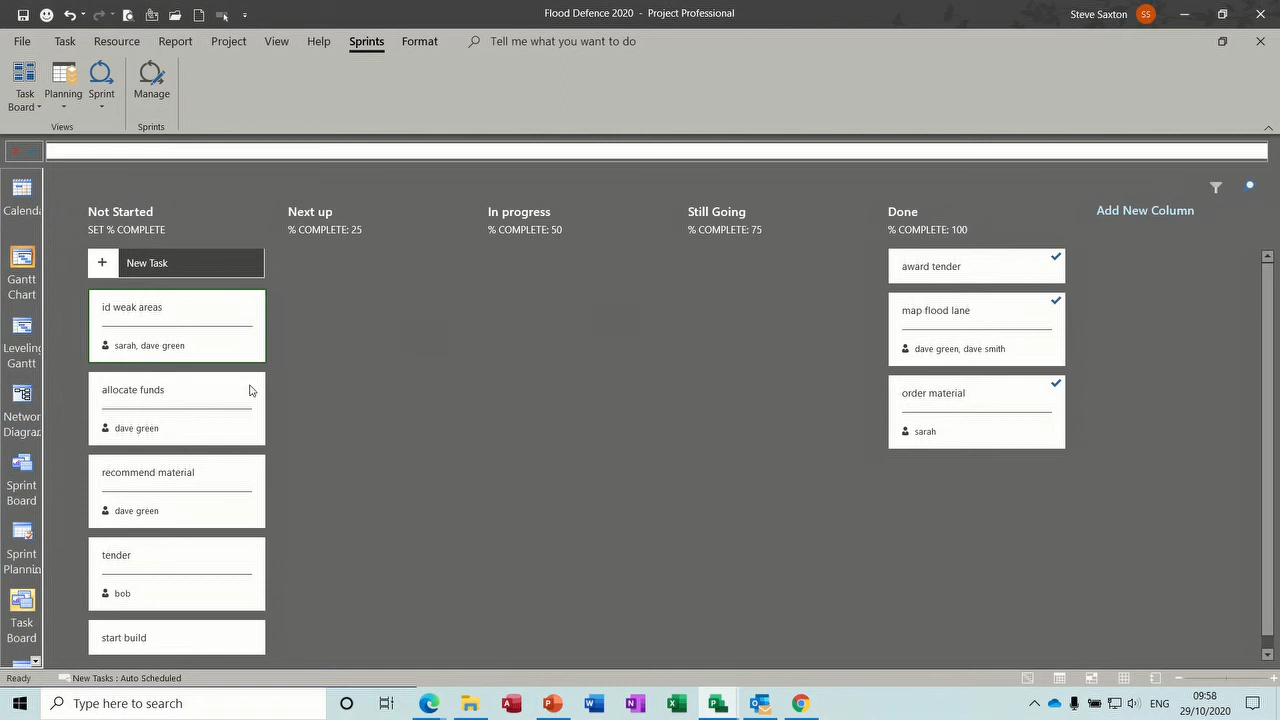 Flood Defence 2020 - Project Professional
Steve Saxton
SS
File
Task
Resource
Report
Project
View
Help
Sprints
Format
Tell me what you want to do
Task Board
Planning
Sprint
Manage
Views
Sprints
Calenda
Gantt Chart
Leveling Gantt
Network Diagra
Sprint Board
Sprint Plannin
Task Board
Not Started
SET % COMPLETE
New Task
id weak areas
sarah, dave green
allocate funds
dave green
recommend material
dave green
tender
bob
start build
Next up
% COMPLETE: 25
In progress
% COMPLETE: 50
Still Going
% COMPLETE: 75
Done
% COMPLETE: 100
award tender
map flood lane
dave green, dave smith
order material
sarah
Add New Column
Ready
New Tasks : Auto Scheduled
Type here to search
09:58
29/10/2020